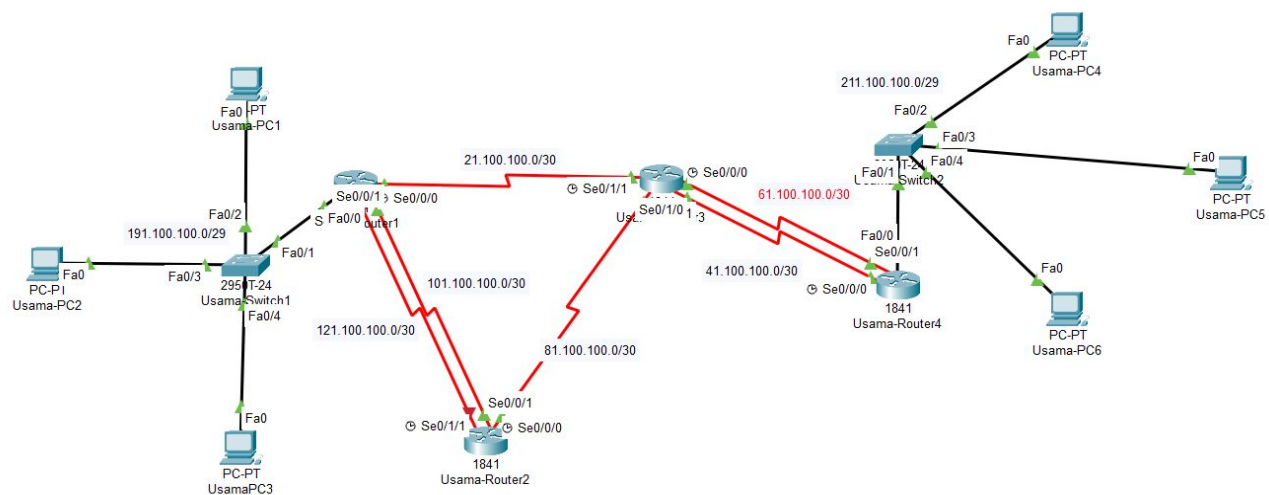 Fa0
PC-PT
Usama-PC4
211.100.100.0/29
Fa0/2
Fa0 -PT
Usama-PC1
Fa0/3
Fa0/4
Fa0/1
T-24
Switch2
Fa0
PC-PT
Usama-PC5
21.100.100.0/30
Se0/1/1
Se0/0/0
Se0/1/0
61.100.100.0/30
Se0/0/1
Se0/0/0
Fa0/0
outer1
191.100.100.0/29
Fa0/2
Fa0/1
Fa0/3
Fa0
PC-PT
Usama-PC2
2950T-24
Usama-Switch1
Fa0/4
101.100.100.0/30
121.100.100.0/30
81.100.100.0/30
Fa0/0
Se0/0/1
41.100.100.0/30
Se0/0/0
1841
Usama-Router4
Fa0
PC-PT
Usama-PC6
Se0/0/1
Se0/1/1
Se0/0/0
1841
Usama-Router2
Fa0
PC-PT
UsamaPC3